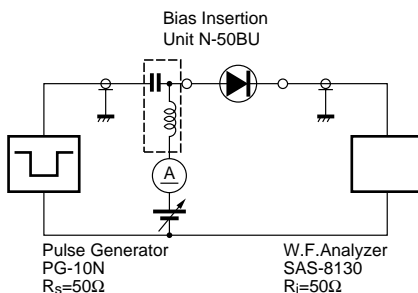 Bias Insertion
Unit N-50BU
A
Pulse Generator
PG-10N
Rs=50Ω
W.F.Analyzer
SAS-8130
Ri=50Ω